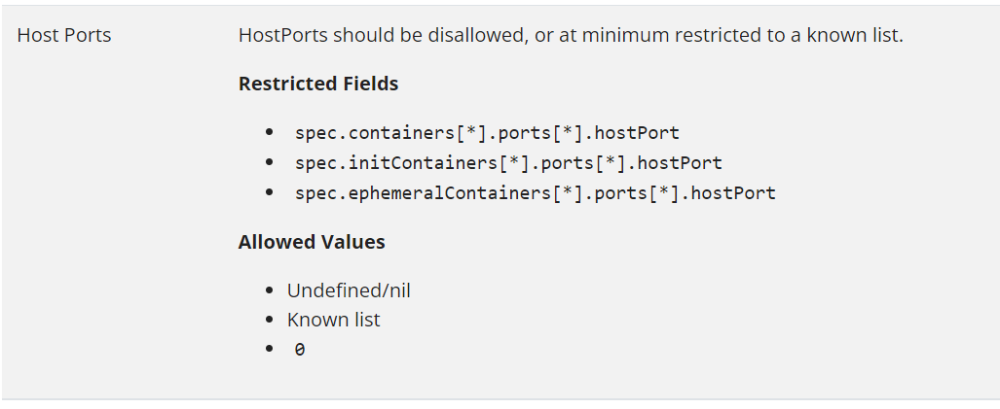 Host Ports
HostPorts should be disallowed, or at minimum restricted to a known list.
Restricted Fields
spec.containers[*].ports[*].hostPort
spec.initContainers[*].ports[*].hostPort
spec.ephemeralContainers[*].ports[*].hostPort
Allowed Values
Undefined/nil
Known list
0